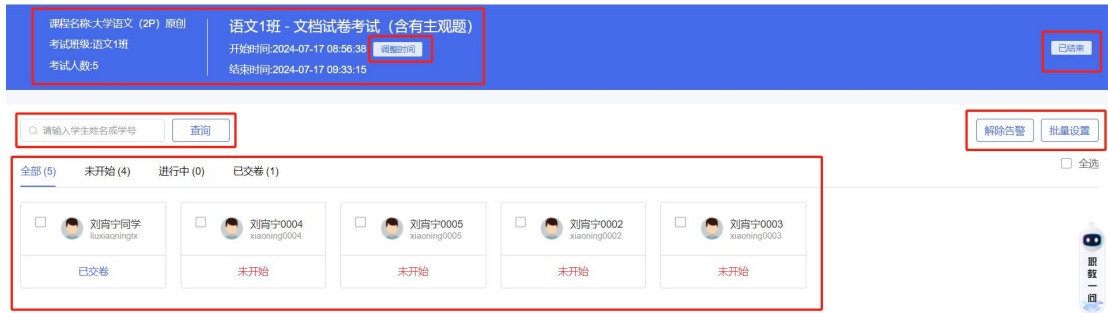 课程名称:大学语文（2P）原创
考试班级:语文1班
考试人数:5
语文1班 - 文档试卷考试（含有主观题）
开始时间:2024-07-17 08:56:38 调整时间
结束时间:2024-07-17 09:33:15
已结束
请输入学生姓名或学号 查询
解除告警 批量设置
全部 (5) 未开始 (4) 进行中 (0) 已交卷 (1)
全选
刘宵宁同学 刘宵宁0004 刘宵宁0005 刘宵宁0002 刘宵宁0003
liuxiaoningtx xiaoning0004 xiaoning0005 xiaoning0002 xiaoning0003
已交卷 未开始 未开始 未开始 未开始
职教一问